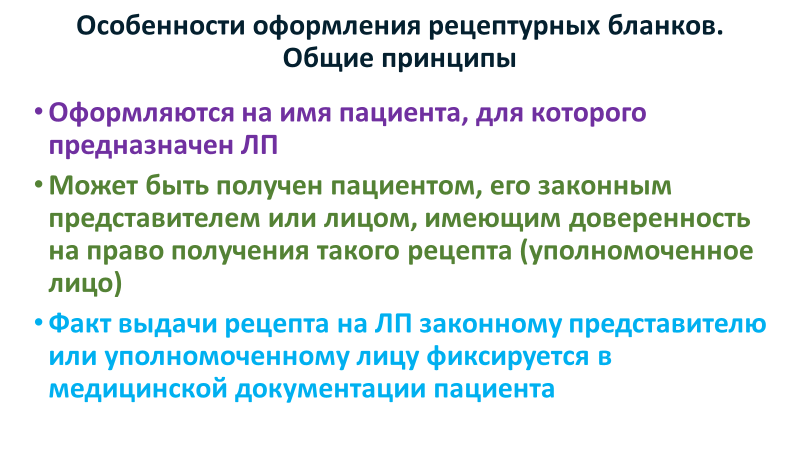 Особенности оформления рецептурных бланков.
Общие принципы
• Оформляются на имя пациента, для которого
предназначен ЛП
• Может быть получен пациентом, его законным
представителем или лицом, имеющим доверенность
на право получения такого рецепта (уполномоченное
лицо)
• Факт выдачи рецепта на ЛП законному представителю
или уполномоченному лицу фиксируется в
медицинской документации пациента